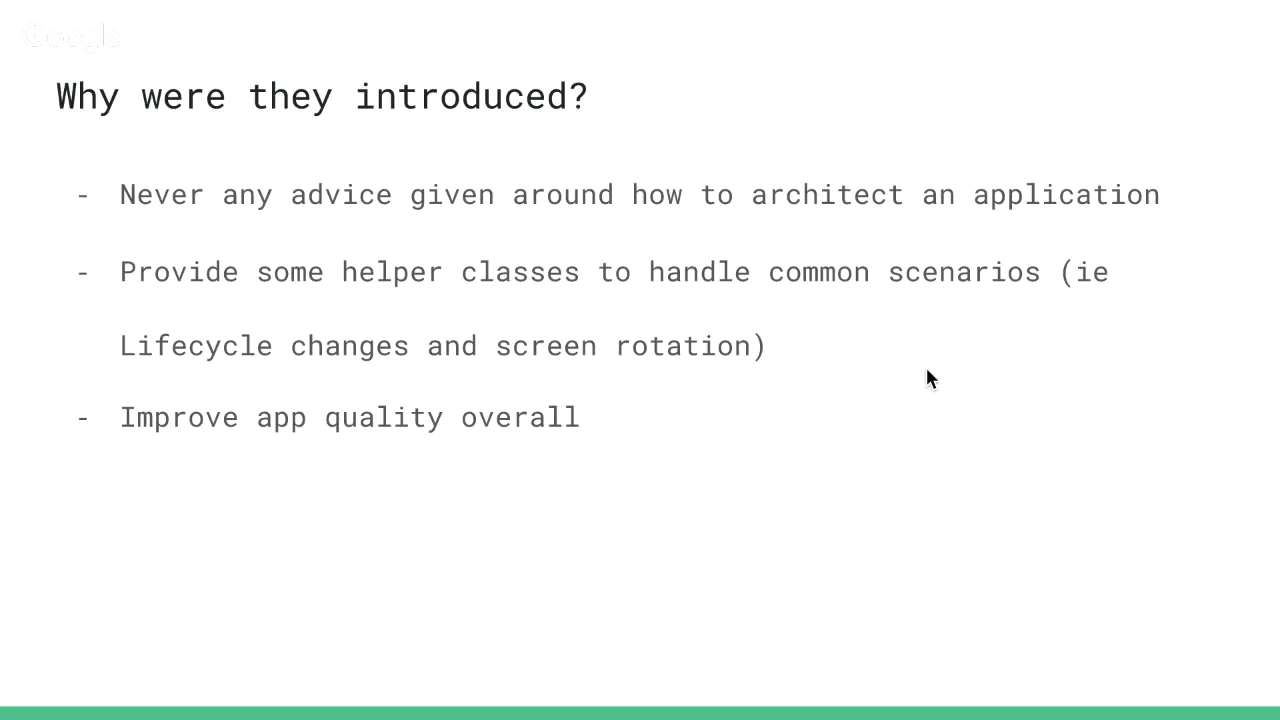 Google
Why were they introduced?
- Never any advice given around how to architect an application
- Provide some helper classes to handle common scenarios (ie
Lifecycle changes and screen rotation)
- Improve app quality overall